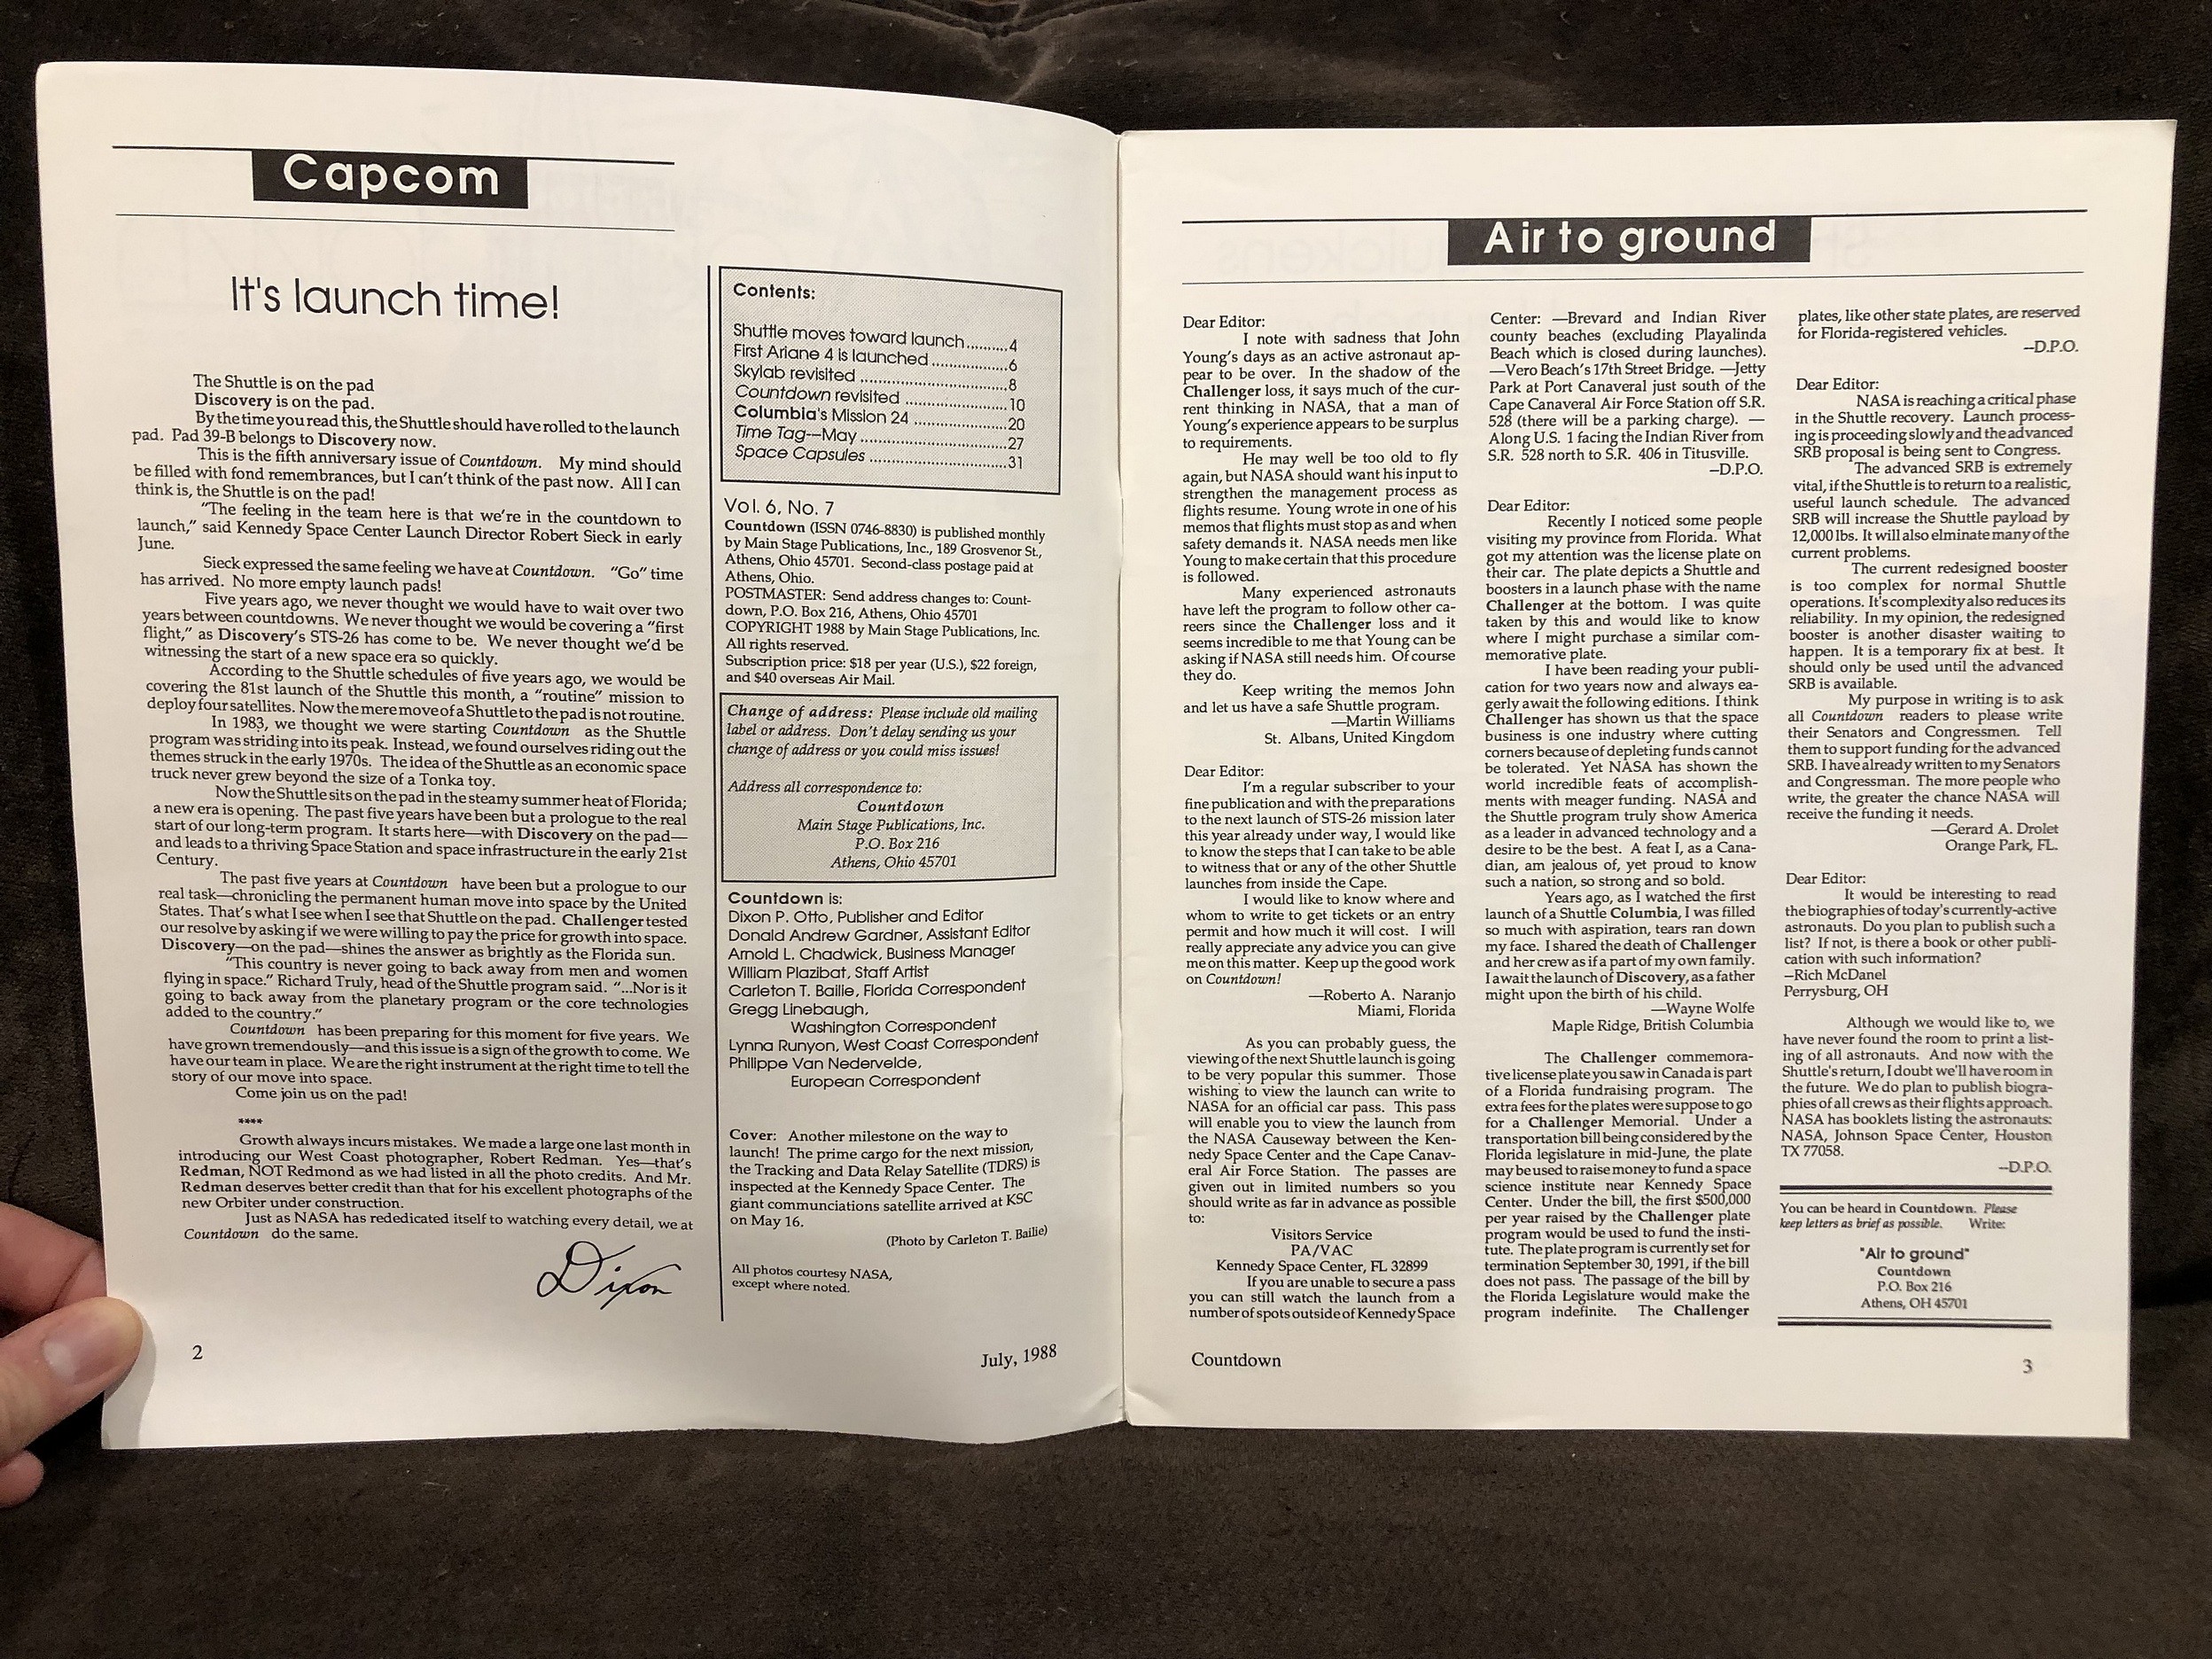 Capcom
It's launch time!
The Shuttle is on the pad
Discovery is on the pad.
By the time you read this, the Shuttle should have rolled to the launch
pad. Pad 39-B belongs to Discovery now.
This is the fifth anniversary issue of Countdown. My mind should
be filled with fond remembrances, but I can't think of the past now. All I can
think is, the Shuttle is on the pad!
"The feeling in the team here is that we're in the countdown to
launch," said Kennedy Space Center Launch Director Robert Sieck in early
June.
Sieck expressed the same feeling we have at Countdown. "Go" time
has arrived. No more empty launch pads!
Five years ago, we never thought we would have to wait over two
years between countdowns. We never thought we would be covering a "first
flight," as Discovery's STS-26 has come to be. We never thought we'd be
witnessing the start of a new space era so quickly.
According to the Shuttle schedules of five years ago, we would be
covering the 81st launch of the Shuttle this month, a "routine" mission to
deploy four satellites. Now the mere move of a Shuttle to the pad is not routine.
In 1983, we thought we were starting Countdown as the Shuttle
program was striding into its peak. Instead, we found ourselves riding out the
themes struck in the early 1970s. The idea of the Shuttle as an economic space
truck never grew beyond the size of a Tonka toy.
Now the Shuttle sits on the pad in the steamy summer heat of Florida;
a new era is opening. The past five years have been but a prologue to the real
start of our long-term program. It starts here—with Discovery on the pad—
and leads to a thriving Space Station and space infrastructure in the early 21st
Century.
The past five years at Countdown have been but a prologue to our
real task—chronicling the permanent human move into space by the United
States. That's what I see when I see that Shuttle on the pad. Challenger tested
our resolve by asking if we were willing to pay the price for growth into space.
Discovery—on the pad—shines the answer as brightly as the Florida sun.
"This country is never going to back away from men and women
flying in space." Richard Truly, head of the Shuttle program said. "...Nor is it
going to back away from the planetary program or the core technologies
added to the country."
Countdown has been preparing for this moment for five years. We
have grown tremendously—and this issue is a sign of the growth to come. We
have our team in place. We are the right instrument at the right time to tell the
story of our move into space.
Come join us on the pad!
****
Growth always incurs mistakes. We made a large one last month in
introducing our West Coast photographer, Robert Redman. Yes—that's
Redman, NOT Redmond as we had listed in all the photo credits. And Mr.
Redman deserves better credit than that for his excellent photographs of the
new Orbiter under construction.
Just as NASA has rededicated itself to watching every detail, we at
Countdown do the same.
Dixon
2
Contents:
Shuttle moves toward launch..........4
First Ariane 4 is launched...................6
Skylab revisited ..................................8
Countdown revisited .......................10
Columbia's Mission 24 .....................20
Time Tag---May .................................27
Space Capsules ................................31
Vol. 6, No. 7
Countdown (ISSN 0746-8830) is published monthly
by Main Stage Publications, Inc., 189 Grosvenor St.,
Athens, Ohio 45701. Second-class postage paid at
Athens, Ohio.
POSTMASTER: Send address changes to: Count-
down, P.O. Box 216, Athens, Ohio 45701
COPYRIGHT 1988 by Main Stage Publications, Inc.
All rights reserved.
Subscription price: $18 per year (U.S.), $22 foreign,
and $40 overseas Air Mail.
Change of address: Please include old mailing
label or address. Don't delay sending us your
change of address or you could miss issues!
Address all correspondence to:
Countdown
Main Stage Publications, Inc.
P.O. Box 216
Athens, Ohio 45701
Countdown is:
Dixon P. Otto, Publisher and Editor
Donald Andrew Gardner, Assistant Editor
Arnold L. Chadwick, Business Manager
William Plazibat, Staff Artist
Carleton T. Bailie, Florida Correspondent
Gregg Linebaugh,
Washington Correspondent
Lynna Runyon, West Coast Correspondent
Philippe Van Nedervelde,
European Correspondent
Cover: Another milestone on the way to
launch! The prime cargo for the next mission,
the Tracking and Data Relay Satellite (TDRS) is
inspected at the Kennedy Space Center. The
giant communciations satellite arrived at KSC
on May 16.
(Photo by Carleton T. Bailie)
All photos courtesy NASA,
except where noted.
July, 1988
Air to ground
Dear Editor:
I note with sadness that John
Young's days as an active astronaut ap-
pear to be over. In the shadow of the
Challenger loss, it says much of the cur-
rent thinking in NASA, that a man of
Young's experience appears to be surplus
to requirements.
He may well be too old to fly
again, but NASA should want his input to
strengthen the management process as
flights resume. Young wrote in one of his
memos that flights must stop as and when
safety demands it. NASA needs men like
Young to make certain that this procedure
is followed.
Many experienced astronauts
have left the program to follow other ca-
reers since the Challenger loss and it
seems incredible to me that Young can be
asking if NASA still needs him. Of course
they do.
Keep writing the memos John
and let us have a safe Shuttle program.
—Martin Williams
St. Albans, United Kingdom
Dear Editor:
I'm a regular subscriber to your
fine publication and with the preparations
to the next launch of STS-26 mission later
this year already under way, I would like
to know the steps that I can take to be able
to witness that or any of the other Shuttle
launches from inside the Cape.
I would like to know where and
whom to write to get tickets or an entry
permit and how much it will cost. I will
really appreciate any advice you can give
me on this matter. Keep up the good work
on Countdown!
—Roberto A. Naranjo
Miami, Florida
As you can probably guess, the
viewing of the next Shuttle launch is going
to be very popular this summer. Those
wishing to view the launch can write to
NASA for an official car pass. This pass
will enable you to view the launch from
the NASA Causeway between the Ken-
nedy Space Center and the Cape Canav-
eral Air Force Station. The passes are
given out in limited numbers so you
should write as far in advance as possible
to:
Visitors Service
PA/VAC
Kennedy Space Center, FL 32899
If you are unable to secure a pass
you can still watch the launch from a
number of spots outside of Kennedy Space
Center: —Brevard and Indian River
county beaches (excluding Playalinda
Beach which is closed during launches).
—Vero Beach's 17th Street Bridge. —Jetty
Park at Port Canaveral just south of the
Cape Canaveral Air Force Station off S.R.
528 (there will be a parking charge). —
Along U.S. 1 facing the Indian River from
S.R. 528 north to S.R. 406 in Titusville.
--D.P.O.
Dear Editor:
Recently I noticed some people
visiting my province from Florida. What
got my attention was the license plate on
their car. The plate depicts a Shuttle and
boosters in a launch phase with the name
Challenger at the bottom. I was quite
taken by this and would like to know
where I might purchase a similar com-
memorative plate.
I have been reading your publi-
cation for two years now and always ea-
gerly await the following editions. I think
Challenger has shown us that the space
business is one industry where cutting
corners because of depleting funds cannot
be tolerated. Yet NASA has shown the
world incredible feats of accomplish-
ments with meager funding. NASA and
the Shuttle program truly show America
as a leader in advanced technology and a
desire to be the best. A feat I, as a Cana-
dian, am jealous of, yet proud to know
such a nation, so strong and so bold.
Years ago, as I watched the first
launch of a Shuttle Columbia, I was filled
so much with aspiration, tears ran down
my face. I shared the death of Challenger
and her crew as if a part of my own family.
I await the launch of Discovery, as a father
might upon the birth of his child.
—Wayne Wolfe
Maple Ridge, British Columbia
The Challenger commemora-
tive license plate you saw in Canada is part
of a Florida fundraising program. The
extra fees for the plates were suppose to go
for a Challenger Memorial. Under a
transportation bill being considered by the
Florida legislature in mid-June, the plate
may be used to raise money to fund a space
science institute near Kennedy Space
Center. Under the bill, the first $500,000
per year raised by the Challenger plate
program would be used to fund the insti-
tute. The plate program is currently set for
termination September 30, 1991, if the bill
does not pass. The passage of the bill by
the Florida Legislature would make the
program indefinite. The Challenger
plates, like other state plates, are reserved
for Florida-registered vehicles.
--D.P.O.
Dear Editor:
NASA is reaching a critical phase
in the Shuttle recovery. Launch process-
ing is proceeding slowly and the advanced
SRB proposal is being sent to Congress.
The advanced SRB is extremely
vital, if the Shuttle is to return to a realistic,
useful launch schedule. The advanced
SRB will increase the Shuttle payload by
12,000 lbs. It will also elminate many of the
current problems.
The current redesigned booster
is too complex for normal Shuttle
operations. It's complexity also reduces its
reliability. In my opinion, the redesigned
booster is another disaster waiting to
happen. It is a temporary fix at best. It
should only be used until the advanced
SRB is available.
My purpose in writing is to ask
all Countdown readers to please write
their Senators and Congressmen. Tell
them to support funding for the advanced
SRB. I have already written to my Senators
and Congressman. The more people who
write, the greater the chance NASA will
receive the funding it needs.
—Gerard A. Drolet
Orange Park, FL.
Dear Editor:
It would be interesting to read
the biographies of today's currently-active
astronauts. Do you plan to publish such a
list? If not, is there a book or other publi-
cation with such information?
--Rich McDanel
Perrysburg, OH
Although we would like to, we
have never found the room to print a list-
ing of all astronauts. And now with the
Shuttle's return, I doubt we'll have room in
the future. We do plan to publish biogra-
phies of all crews as their flights approach.
NASA has booklets listing the astronauts:
NASA, Johnson Space Center, Houston
TX 77058.
--D.P.O.
You can be heard in Countdown. Please
keep letters as brief as possible. Write:
"Air to ground"
Countdown
P.O. Box 216
Athens, OH 45701
Countdown
3